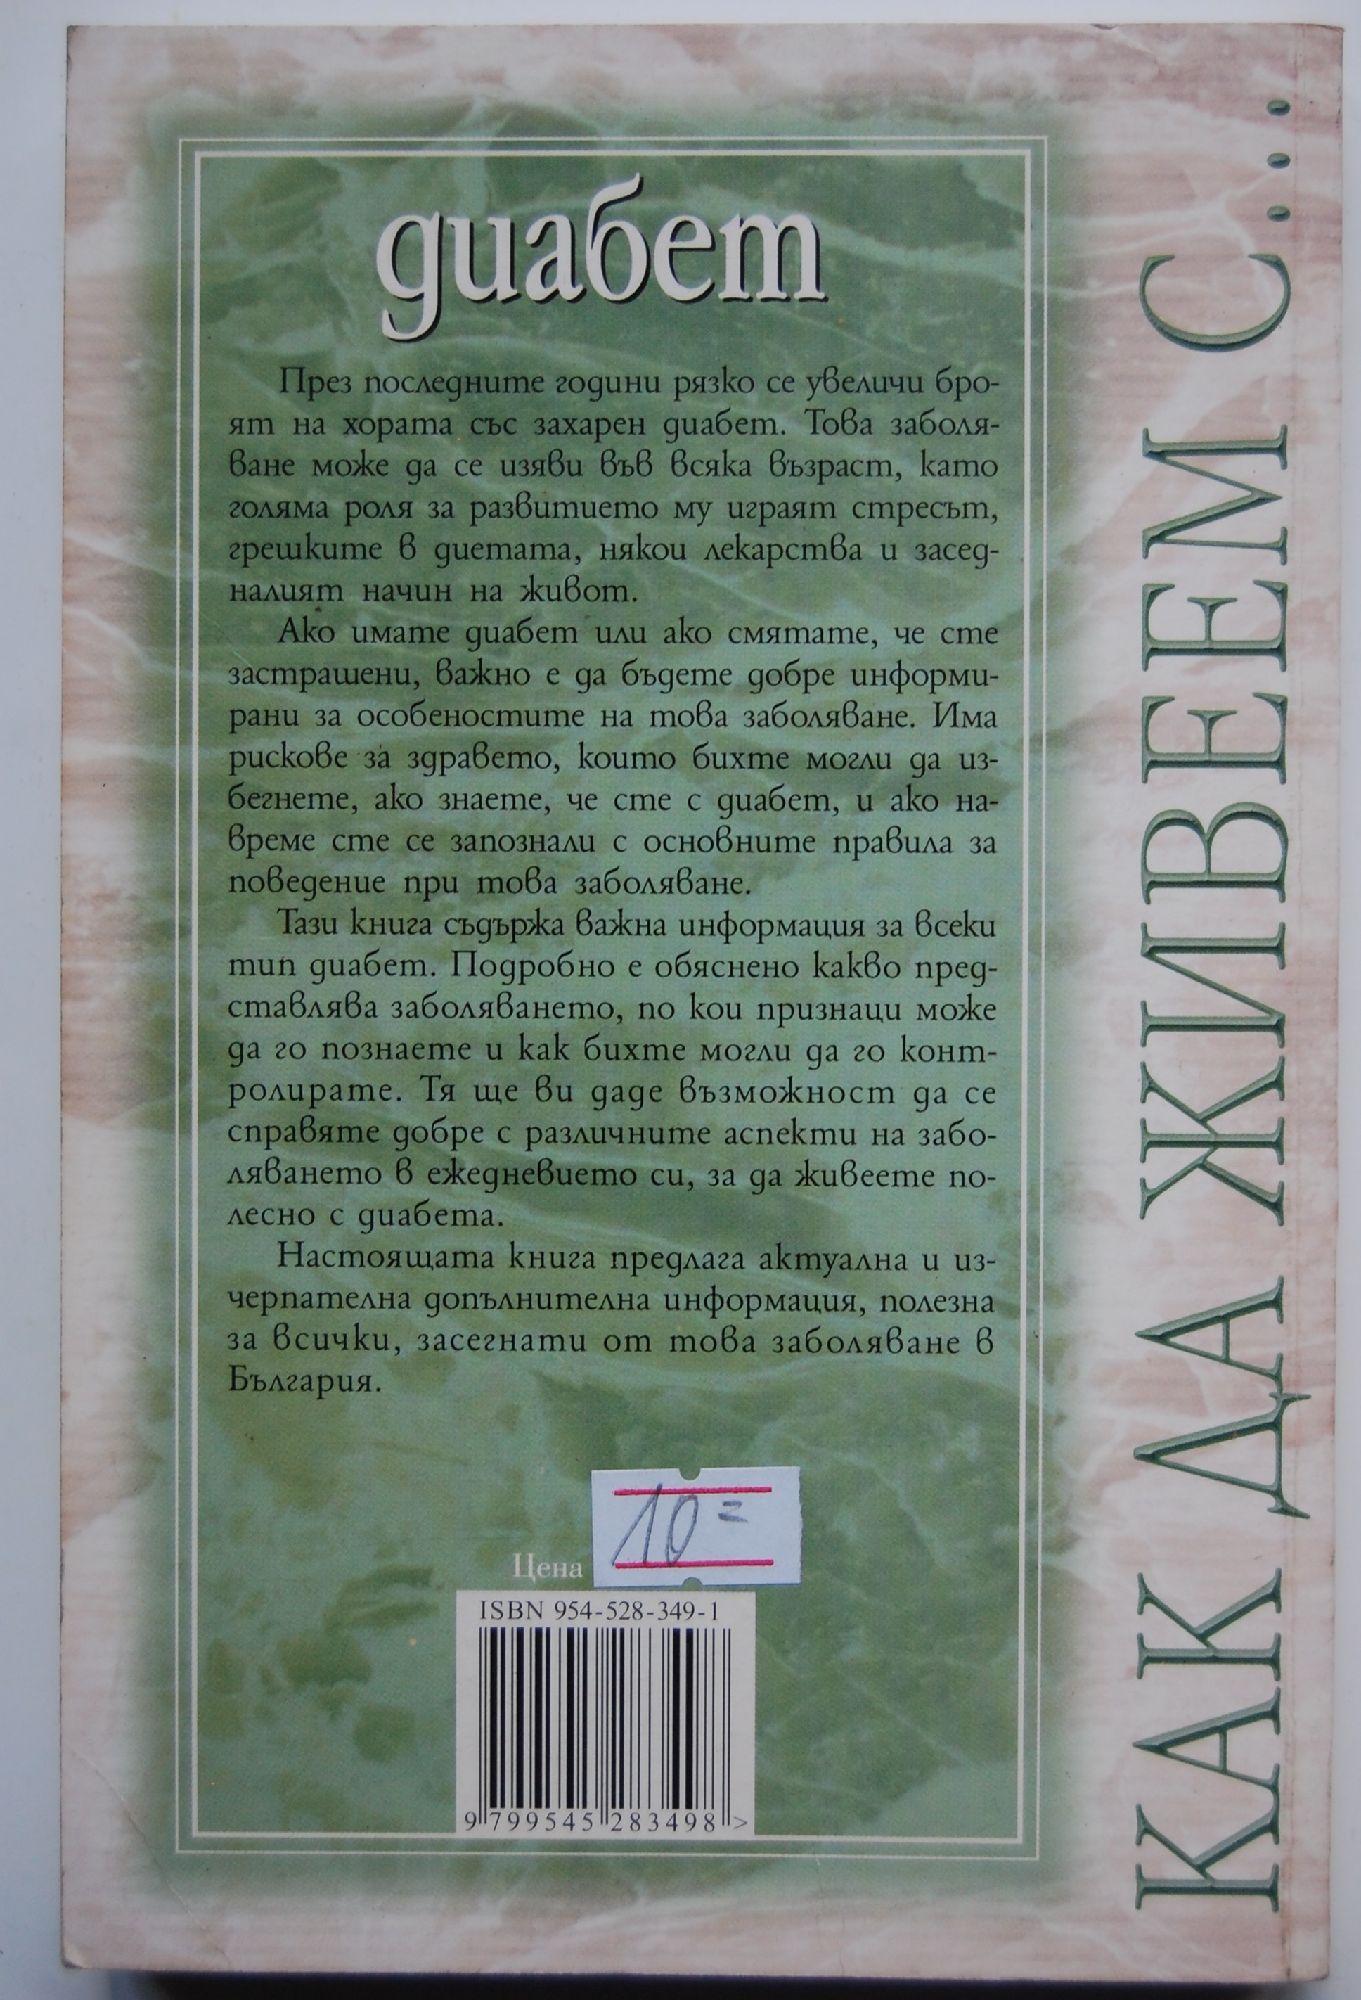 диабет
През последните години рязко се увеличи бро-
ят на хората със захарен диабет. Това заболя-
ване може да се изяви във всяка възраст, като
голяма роля за развитието му играят стресът,
грешките в диетата, някои лекарства и засед-
налият начин на живот.
Ако имате диабет или ако смятате, че сте
застрашени, важно е да бъдете добре информи-
рани за особеностите на това заболяване. Има
рискове за здравето, които бихте могли да из-
бегнете, ако знаете, че сте с диабет, и ако на-
време сте се запознали с основните правила за
поведение при това заболяване.
Тази книга съдържа важна информация за всеки
тип диабет. Подробно е обяснено какво пред-
ставлява заболяването, по кои признаци може
да го познаете и как бихте могли да го конт-
ролирате. Тя ще ви даде възможност да се
справяте добре с различните аспекти на забо-
ляването в ежедневието си, за да живеете по-
лесно с диабета.
Настоящата книга предлага актуална и из-
черпателна допълнителна информация, полезна
за всички, засегнати от това заболяване в
България.
10=
Цена
ISBN 954-528-349-1
9 799545 283498 >
КАК ДА ЖИВЕЕМ С...